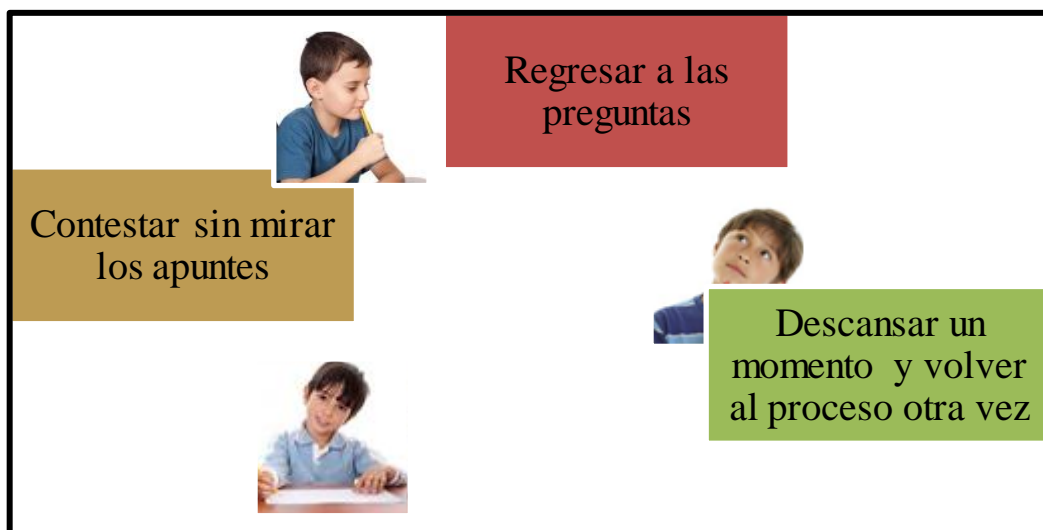 Regresar a las
preguntas
Contestar sin mirar
los apuntes
Descansar un
momento y volver
al proceso otra vez